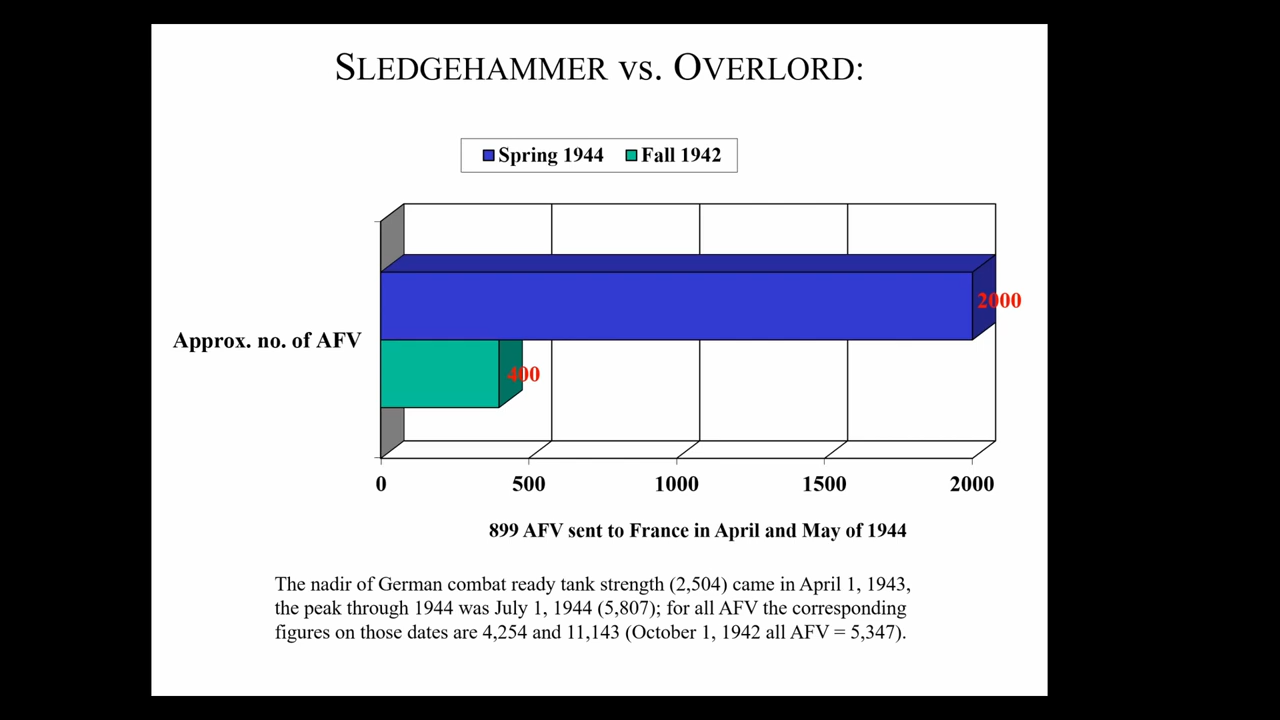 SLEDGEHAMMER VS. OVERLORD:
Spring 1944 Fall 1942
2000
Approx. no. of AFV
400
0 500 1000 1500 2000
899 AFV sent to France in April and May of 1944
The nadir of German combat ready tank strength (2,504) came in April 1, 1943,
the peak through 1944 was July 1, 1944 (5,807); for all AFV the corresponding
figures on those dates are 4,254 and 11,143 (October 1, 1942 all AFV = 5,347).